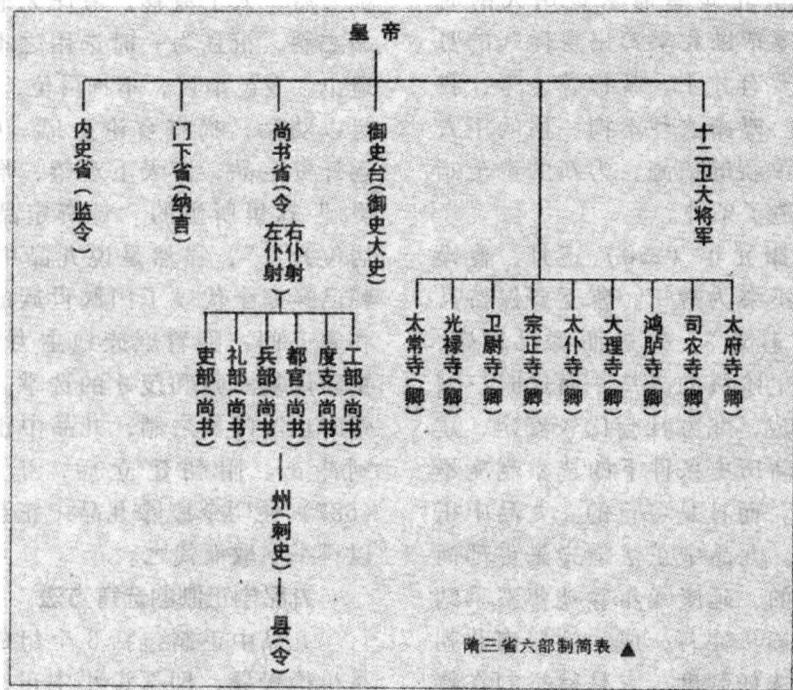 皇帝
内史省(监令)
门下省(纳言)
尚书省(令)
左仆射
右仆射
御史台(御史大史)
十二卫大将军
吏部(尚书)
礼部(尚书)
兵部(尚书)
都官(尚书)
度支(尚书)
工部(尚书)
太常寺(卿)
光禄寺(卿)
卫尉寺(卿)
宗正寺(卿)
太仆寺(卿)
大理寺(卿)
鸿胪寺(卿)
司农寺(卿)
太府寺(卿)
州(刺史)
县(令)
隋三省六部制简表▲